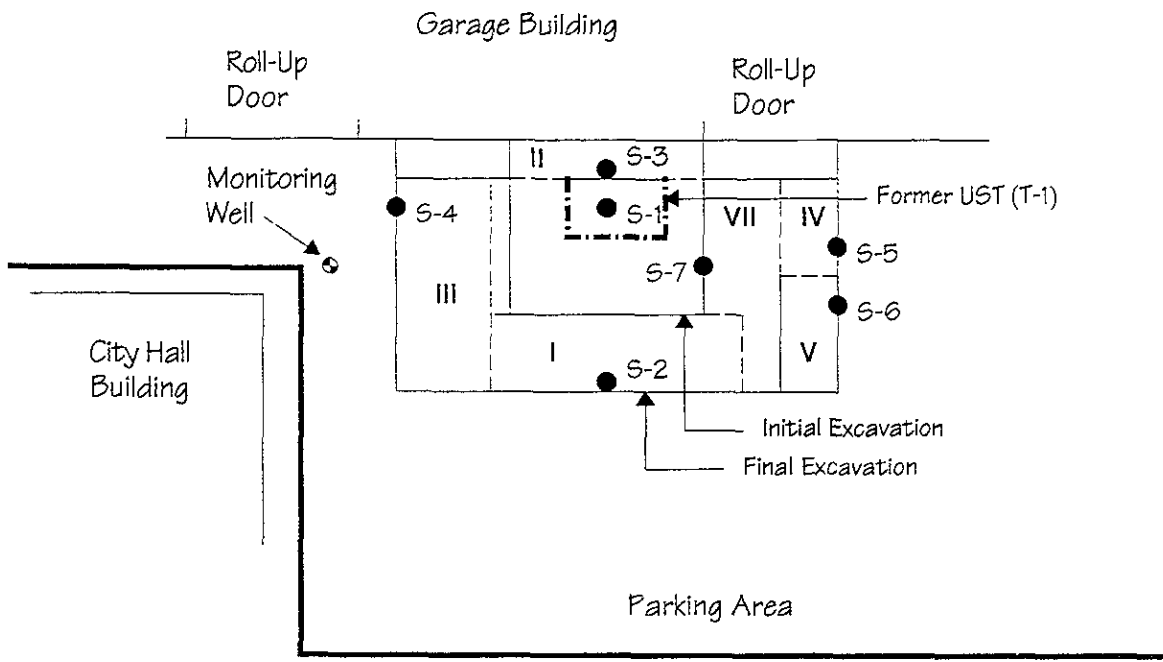 Garage Building
Roll-Up
Door
Roll-Up
Door
II
S-3
Monitoring
Well
S-4
S-1
VII
IV
Former UST (T-1)
S-5
S-7
III
S-6
City Hall
Building
I
S-2
V
Initial Excavation
Final Excavation
Parking Area